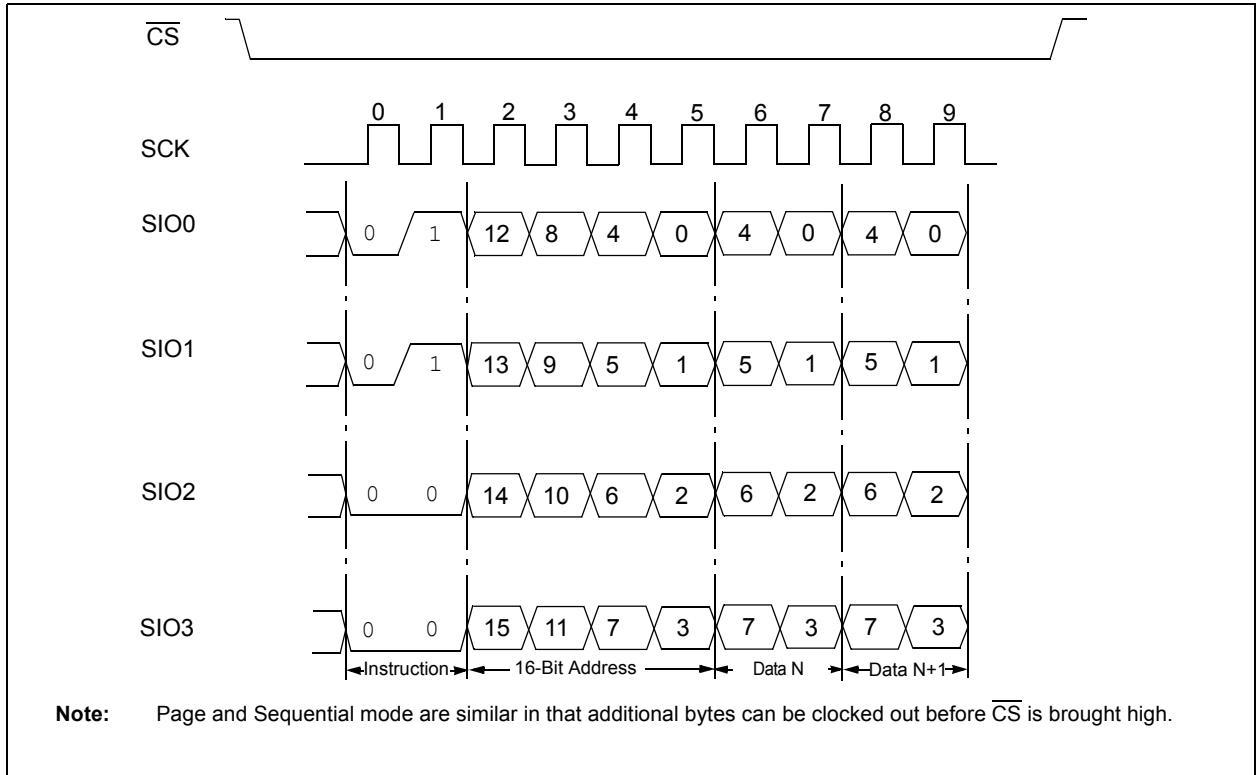 CS
0 1 2 3 4 5 6 7 8 9
SCK
SIO0 0 1 12 8 4 0 4 0 4 0
SIO1 0 1 13 9 5 1 5 1 5 1
SIO2 0 0 14 10 6 2 6 2 6 2
SIO3 0 0 15 11 7 3 7 3 7 3
Instruction 16-Bit Address Data N Data N+1
Note: Page and Sequential mode are similar in that additional bytes can be clocked out before CS is brought high.